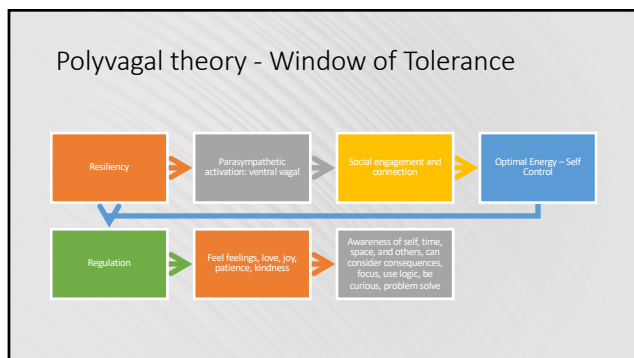 Polyvagal theory - Window of Tolerance
Resiliency
Parasympathetic
activation: ventral vagal
Social engagement and
connection
Optimal Energy – Self
Control
Regulation
Feel feelings, love, joy,
patience, kindness
Awareness of self, time,
space, and others, can
consider consequences,
focus, use logic, be
curious, problem solve